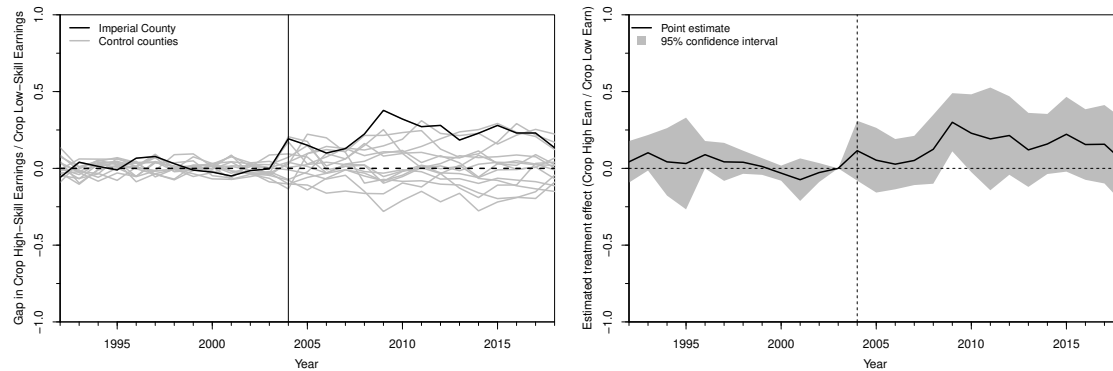 Gap in Crop High−Skill Earnings / Crop Low−Skill Earnings
1.0
0.5
0.0
−0.5
−1.0
Imperial County
Control counties
1995 2000 2005 2010 2015
Year
Estimated treatment effect (Crop High Earn / Crop Low Earn)
1.0
0.5
0.0
−0.5
−1.0
Point estimate
95% confidence interval
1995 2000 2005 2010 2015
Year